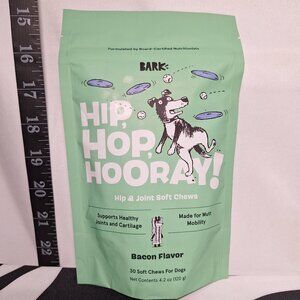 Formulated by Board-Certified Nutritionists
BARK
HIP,
HOP,
HOORAY!
Hip & Joint Soft Chews
Supports Healthy
Joints and Cartilage
Made for Mutt
Mobility
Bacon Flavor
30 Soft Chews For Dogs
Net Contents 4.2 oz (120 g)
15
16
17
18
19
20
21
22